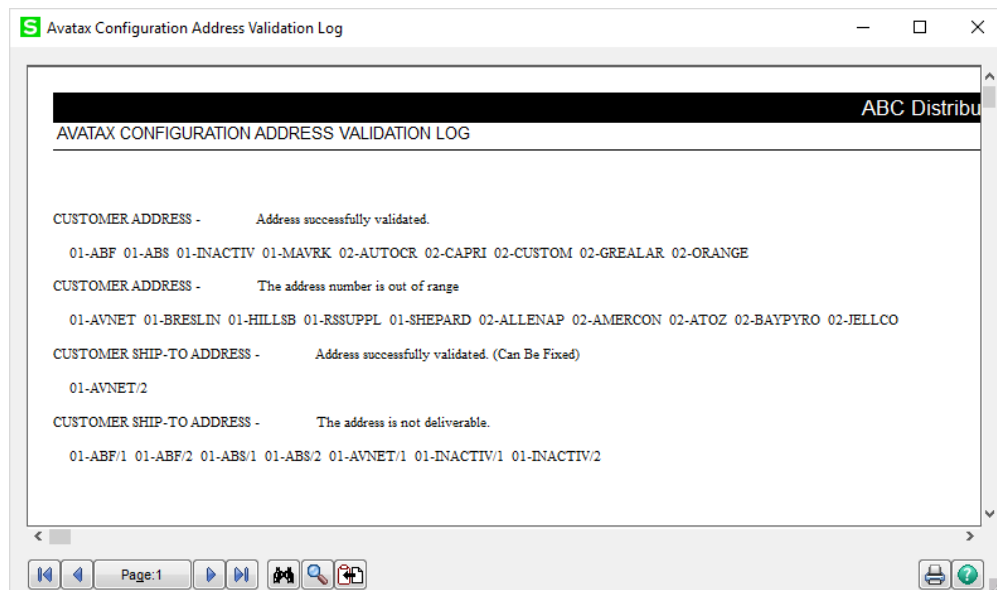 S Avatax Configuration Address Validation Log
ABC Distribu
AVATAX CONFIGURATION ADDRESS VALIDATION LOG
CUSTOMER ADDRESS - Address successfully validated.
01-ABF 01-ABS 01-INACTIV 01-MAVRK 02-AUTOCR 02-CAPRI 02-CUSTOM 02-GREALAR 02-ORANGE
CUSTOMER ADDRESS - The address number is out of range
01-AVNET 01-BRESLIN 01-HILLSB 01-RSSUPPL 01-SHEPARD 02-ALLENAP 02-AMERCON 02-ATOZ 02-BAYPYRO 02-JELLCO
CUSTOMER SHIP-TO ADDRESS - Address successfully validated. (Can Be Fixed)
01-AVNET/2
CUSTOMER SHIP-TO ADDRESS - The address is not deliverable.
01-ABF/1 01-ABF/2 01-ABS/1 01-ABS/2 01-AVNET/1 01-INACTIV/1 01-INACTIV/2
Page:1